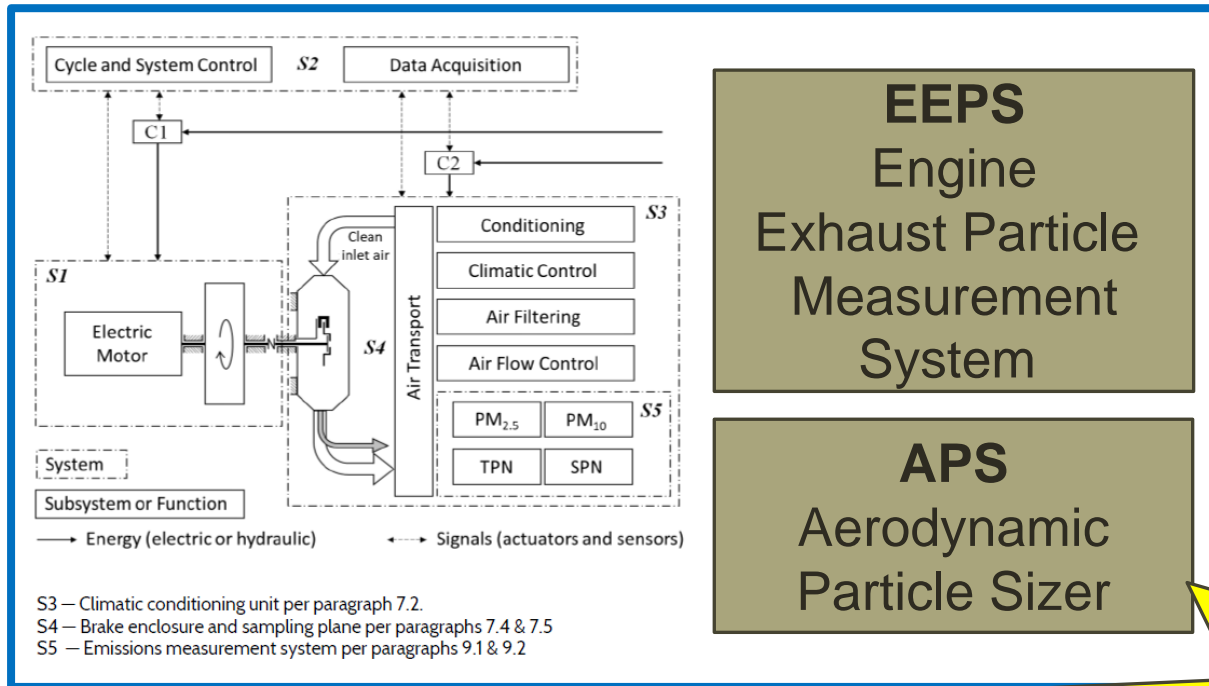 Cycle and System Control
S2
Data Acquisition
C1
C2
S3
Conditioning
Clean
inlet air
Climatic Control
S1
Electric
Motor
N
S4
Air Transport
Air Filtering
Air Flow Control
S5
PM2.5
PM10
TPN
SPN
System
Subsystem or Function
Energy (electric or hydraulic)
Signals (actuators and sensors)
S3 — Climatic conditioning unit per paragraph 7.2.
S4 — Brake enclosure and sampling plane per paragraphs 7.4 & 7.5
S5 — Emissions measurement system per paragraphs 9.1 & 9.2
EEPS
Engine
Exhaust Particle
Measurement
System
APS
Aerodynamic
Particle Sizer